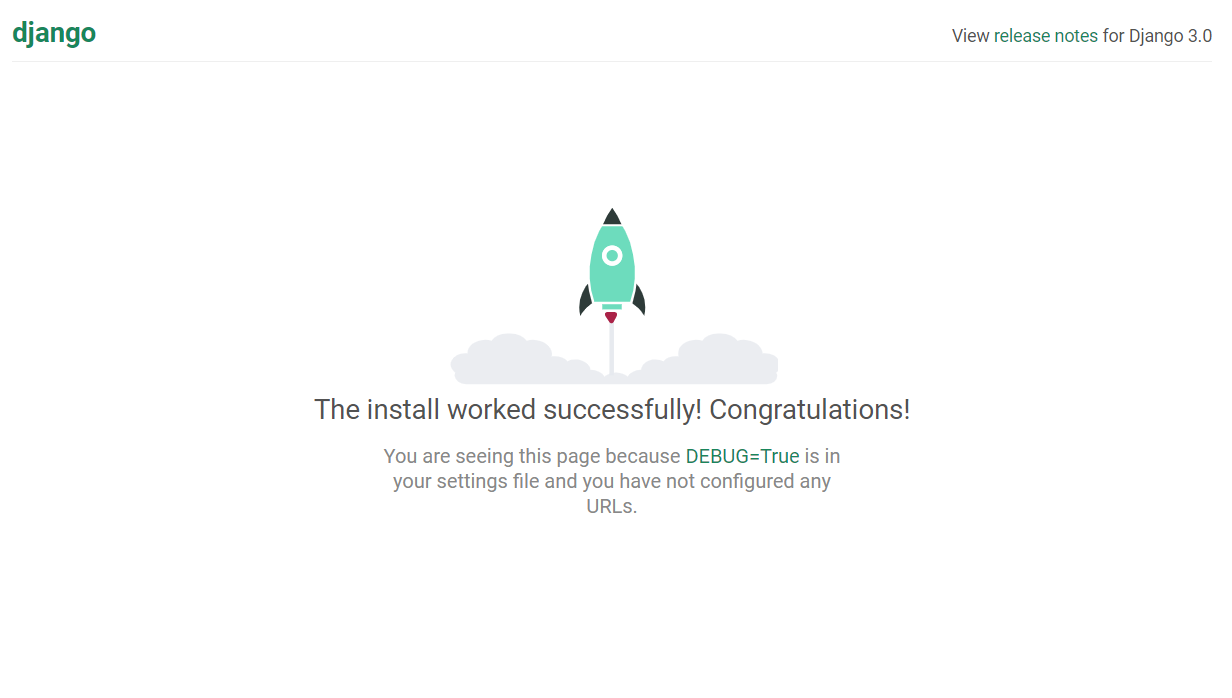 django
View release notes for Django 3.0
The install worked successfully! Congratulations!
You are seeing this page because DEBUG=True is in
your settings file and you have not configured any
URLs.